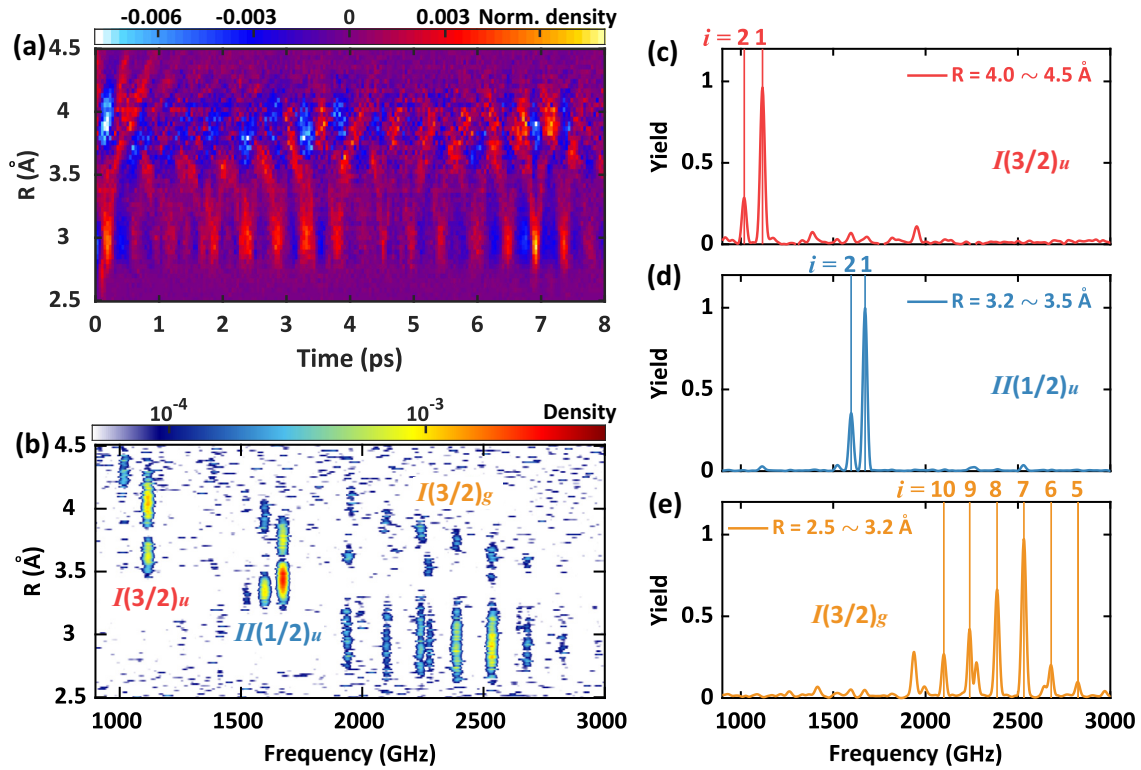 -0.006 -0.003 0 0.003 Norm. density
(a)
4.5
4
3.5
3
2.5
R (Å)
0 1 2 3 4 5 6 7 8
Time (ps)
10⁻⁴ 10⁻³ Density
(b)
4.5
4
3.5
3
2.5
R (Å)
I(3/2)g
I(3/2)u
II(1/2)u
1000 1500 2000 2500 3000
Frequency (GHz)
i = 2 1
(c)
R = 4.0 ∼ 4.5 Å
I(3/2)u
1
0.5
0
Yield
i = 2 1
(d)
R = 3.2 ∼ 3.5 Å
II(1/2)u
1
0.5
0
Yield
i = 10 9 8 7 6 5
(e)
R = 2.5 ∼ 3.2 Å
I(3/2)g
1
0.5
0
Yield
1000 1500 2000 2500 3000
Frequency (GHz)